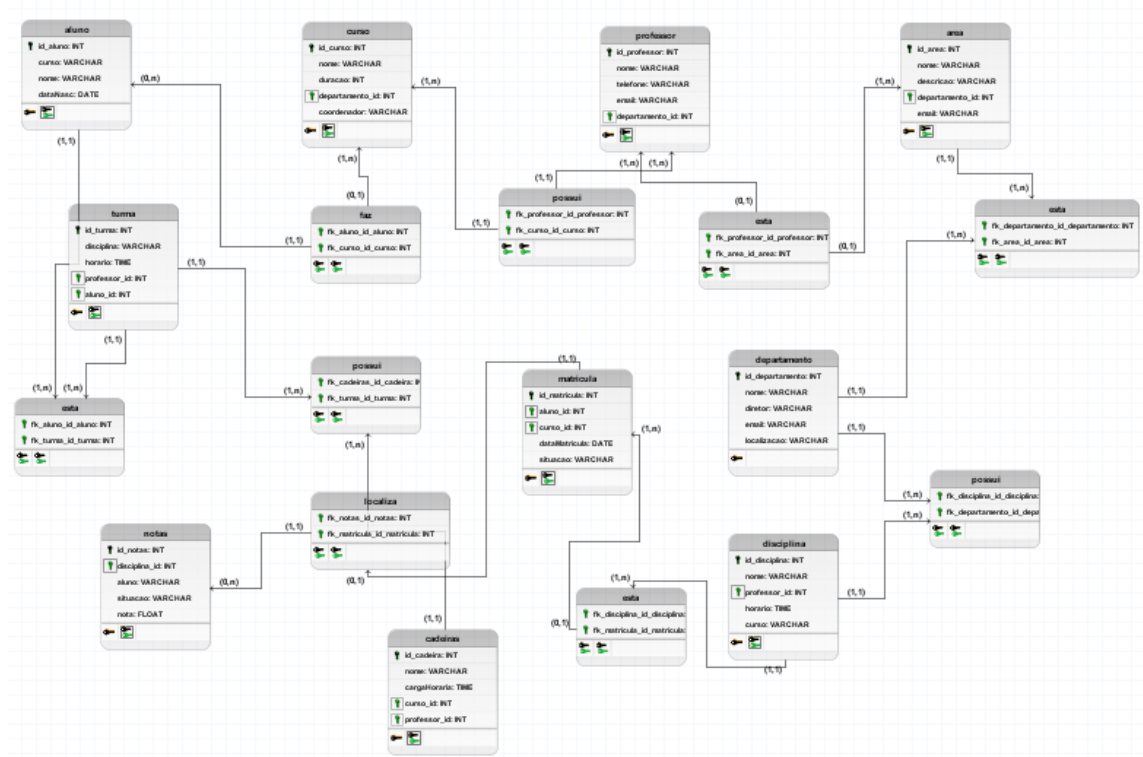 aluno
id_aluno: INT
curso: VARCHAR
nome: VARCHAR
dataNasc: DATE
(0,n)
(1,1)
curso
id_curso: INT
nome: VARCHAR
duracao: INT
departamento_id: INT
coordenador: VARCHAR
(1,n)
(1,n)
professor
id_professor: INT
nome: VARCHAR
telefone: VARCHAR
email: VARCHAR
departamento_id: INT
(1,n)
(1,n)
area
id_area: INT
nome: VARCHAR
descricao: VARCHAR
departamento_id: INT
email: VARCHAR
(1,n)
(1,1)
(1,n)
turma
id_turma: INT
disciplina: VARCHAR
horario: TIME
professor_id: INT
aluno_id: INT
(1,1)
(1,1)
faz
fk_aluno_id_aluno: INT
fk_curso_id_curso: INT
(0,1)
(1,1)
possui
fk_professor_id_professor: INT
fk_curso_id_curso: INT
(1,1)
(1,1)
esta
fk_professor_id_professor: INT
fk_area_id_area: INT
(0,1)
(0,1)
esta
fk_departamento_id_departamento: INT
fk_area_id_area: INT
(1,n)
(1,n)
(1,n)
esta
fk_aluno_id_aluno: INT
fk_turma_id_turma: INT
possui
fk_cadeiras_id_cadeira:
fk_turma_id_turma: INT
(1,n)
(1,n)
(1,1)
matricula
id_matricula: INT
aluno_id: INT
curso_id: INT
dataMatricula: DATE
situacao: VARCHAR
(1,n)
departamento
id_departamento: INT
nome: VARCHAR
diretor: VARCHAR
email: VARCHAR
localizacao: VARCHAR
(1,1)
(1,1)
possui
fk_disciplina_id_disciplina:
fk_departamento_id_depa
(1,n)
(1,n)
notas
id_notas: INT
disciplina_id: INT
aluno: VARCHAR
situacao: VARCHAR
nota: FLOAT
(0,n)
localiza
fk_notas_id_notas: INT
fk_matricula_id_matricula: INT
(1,1)
(0,1)
(1,1)
cadeiras
id_cadeira: INT
nome: VARCHAR
cargaHoraria: TIME
curso_id: INT
professor_id: INT
(1,n)
esta
fk_disciplina_id_disciplina:
fk_matricula_id_matricula:
(0,1)
disciplina
id_disciplina: INT
nome: VARCHAR
professor_id: INT
horario: TIME
curso: VARCHAR
(1,1)
(1,1)